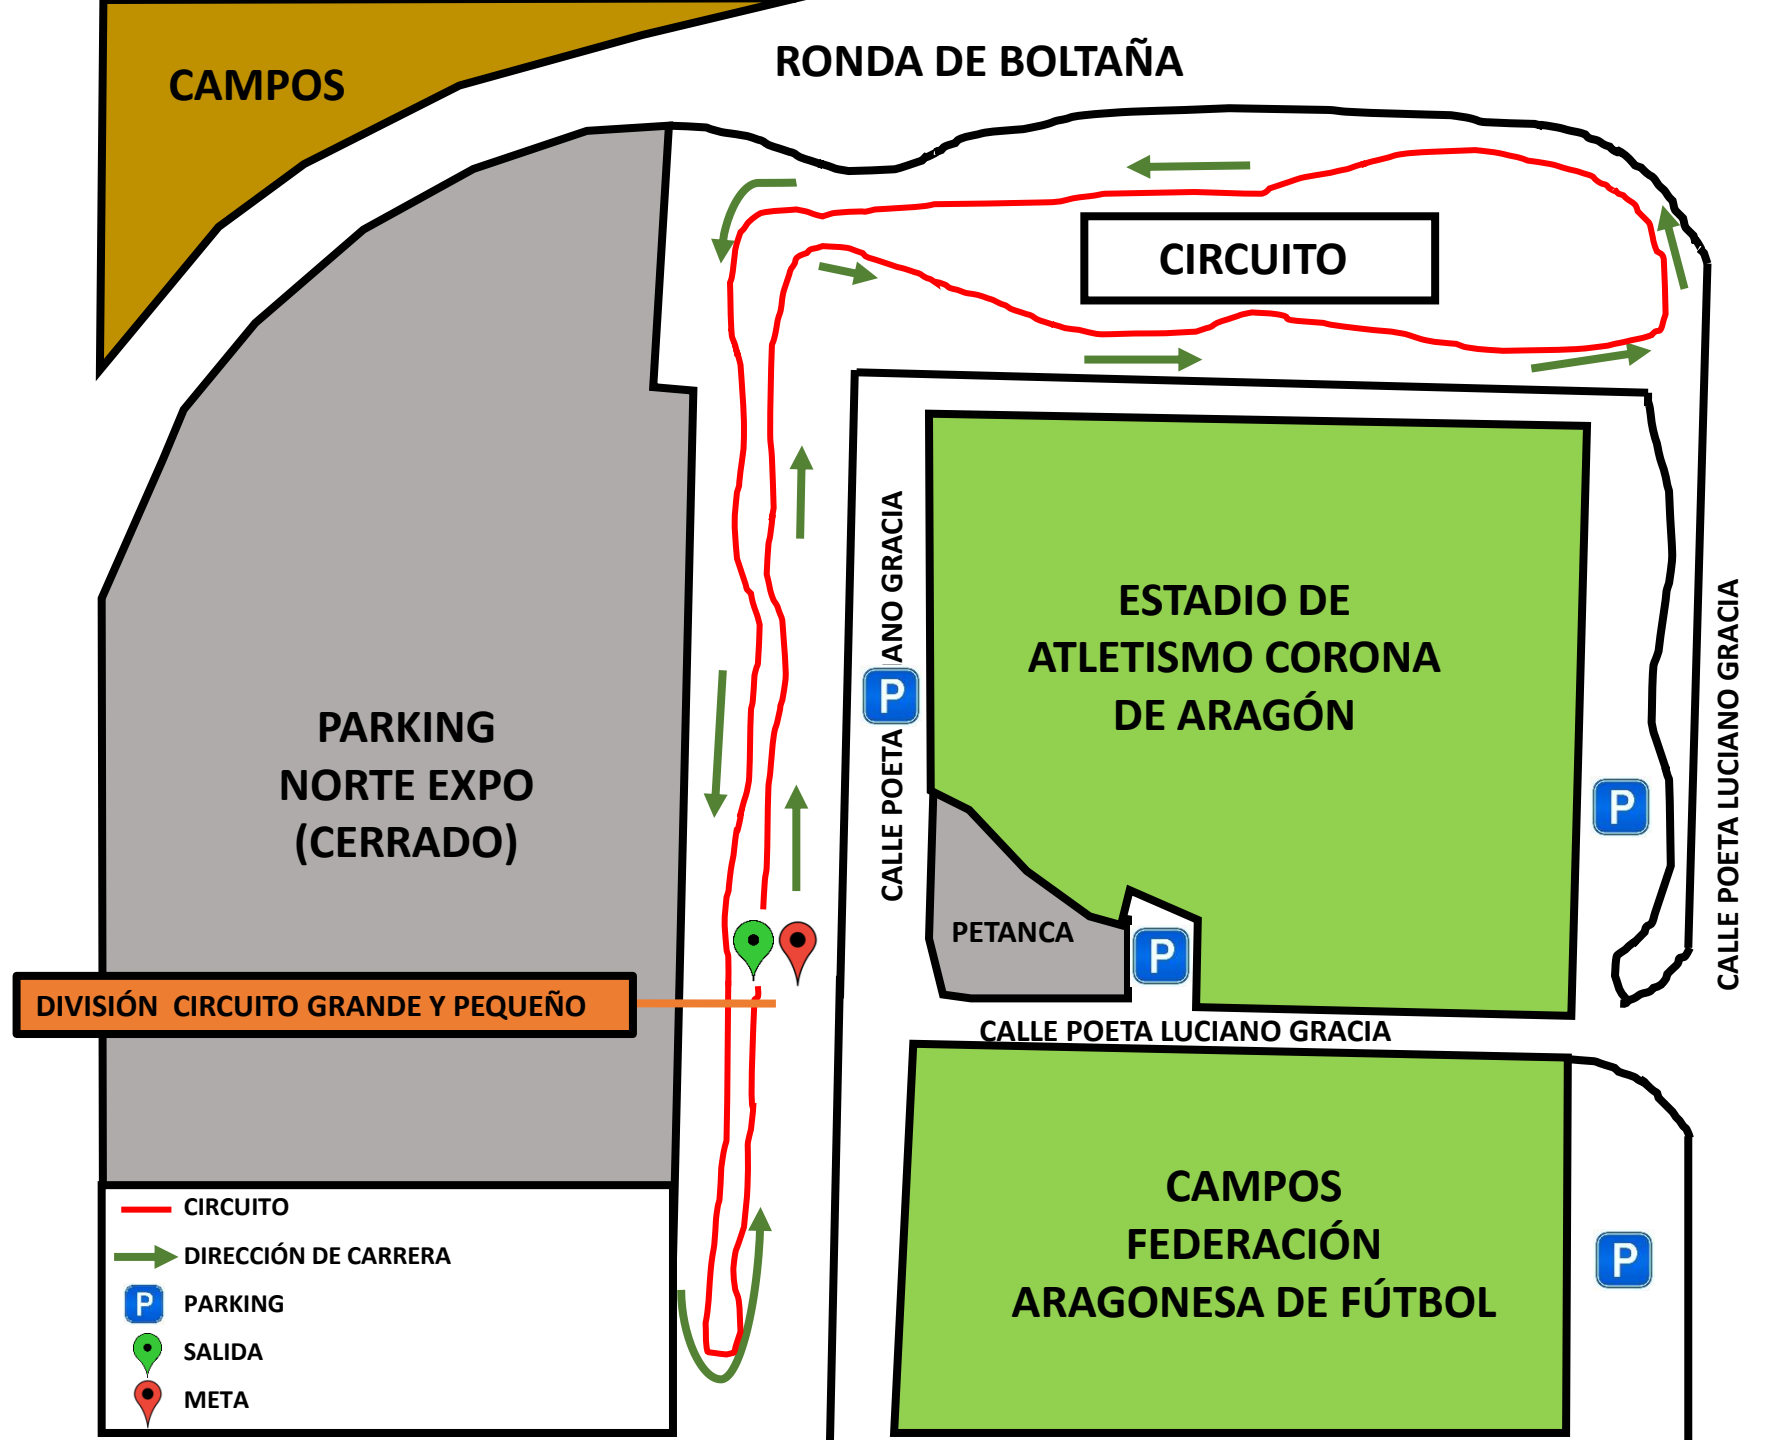 RONDA DE BOLTAÑA
CAMPOS
CIRCUITO
CALLE POETA
ANO GRACIA
P
ESTADIO DE
ATLETISMO CORONA
DE ARAGÓN
PARKING
NORTE EXPO
(CERRADO)
P
CALLE POETA LUCIANO GRACIA
PETANCA
P
DIVISIÓN CIRCUITO GRANDE Y PEQUEÑO
CALLE POETA LUCIANO GRACIA
CAMPOS
FEDERACIÓN
ARAGONESA DE FÚTBOL
P
CIRCUITO
DIRECCIÓN DE CARRERA
P PARKING
SALIDA
META